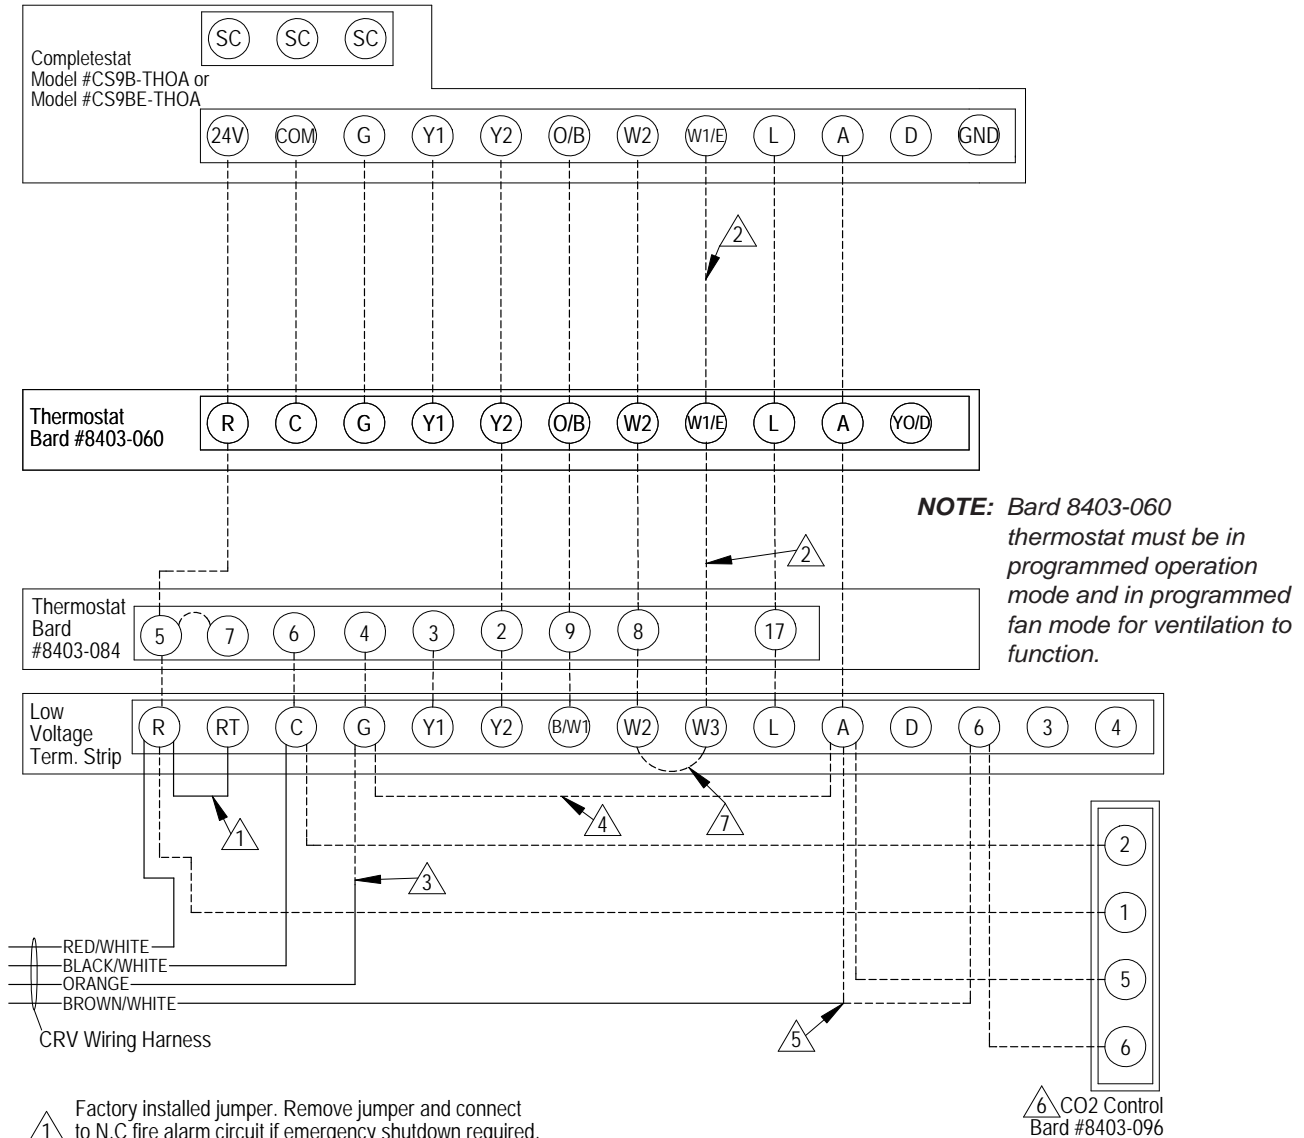 SC SC SC
Completestat
Model #CS9B-THOA or
Model #CS9BE-THOA
24V COM G Y1 Y2 O/B W2 W1/E L A D GND
2
Thermostat
Bard #8403-060
R C G Y1 Y2 O/B W2 W1/E L A YO/D
NOTE: Bard 8403-060
thermostat must be in
programmed operation
mode and in programmed
fan mode for ventilation to
function.
2
Thermostat
Bard
#8403-084
5 7 6 4 3 2 9 8 17
Low
Voltage
Term. Strip
R RT C G Y1 Y2 B/W1 W2 W3 L A D 6 3 4
1 4 7
3
2
1
5
6
RED/WHITE
BLACK/WHITE
ORANGE
BROWN/WHITE
5
CRV Wiring Harness
6 CO2 Control
Bard #8403-096
Factory installed jumper. Remove jumper and connect
1 to N.C fire alarm circuit if emergency shutdown required.